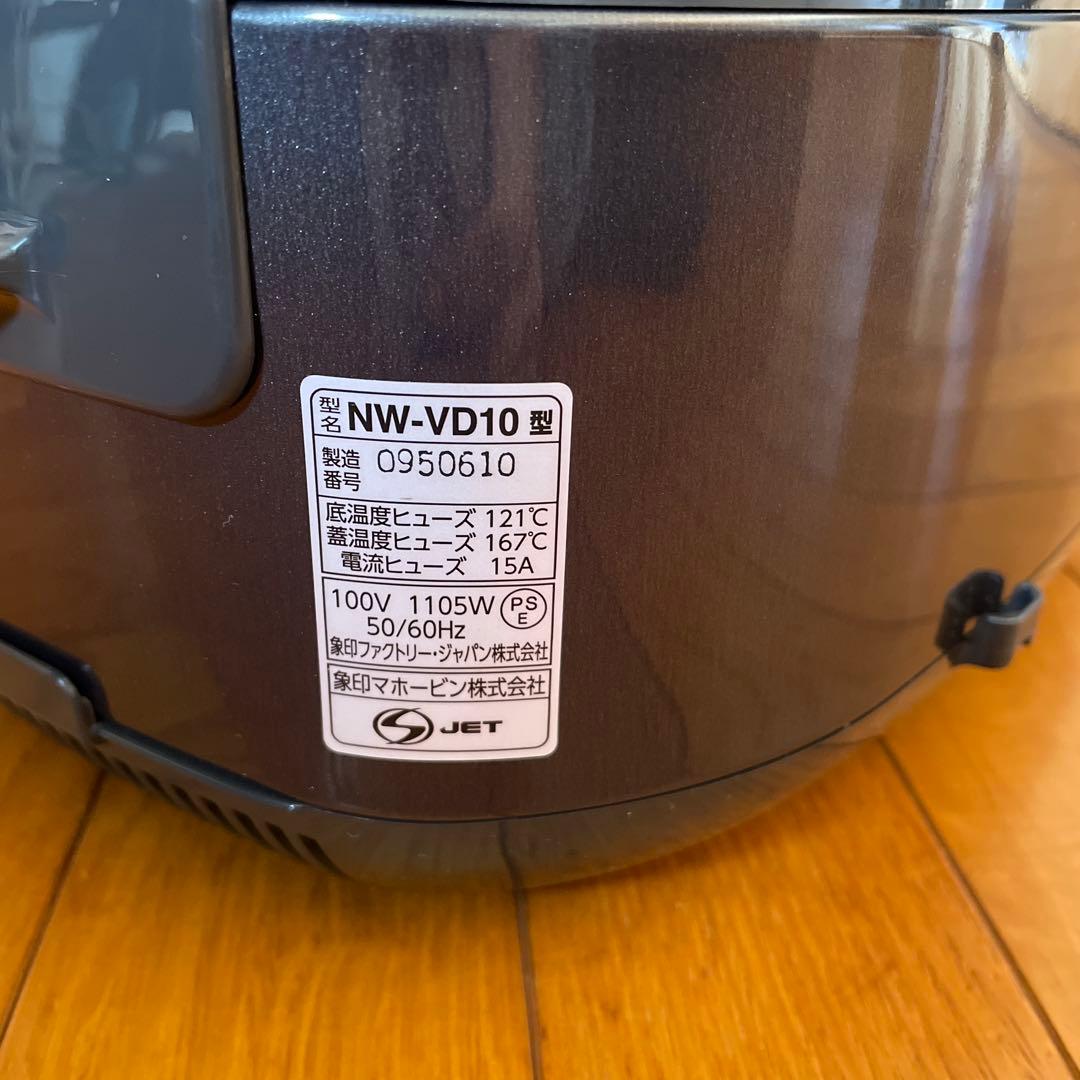 型名 NW-VD10 型
製造番号 0950610
底温度ヒューズ 121℃
蓋温度ヒューズ 167℃
電流ヒューズ 15A
100V 1105W PSE
50/60Hz
象印ファクトリー・ジャパン株式会社
象印マホービン株式会社
S JET